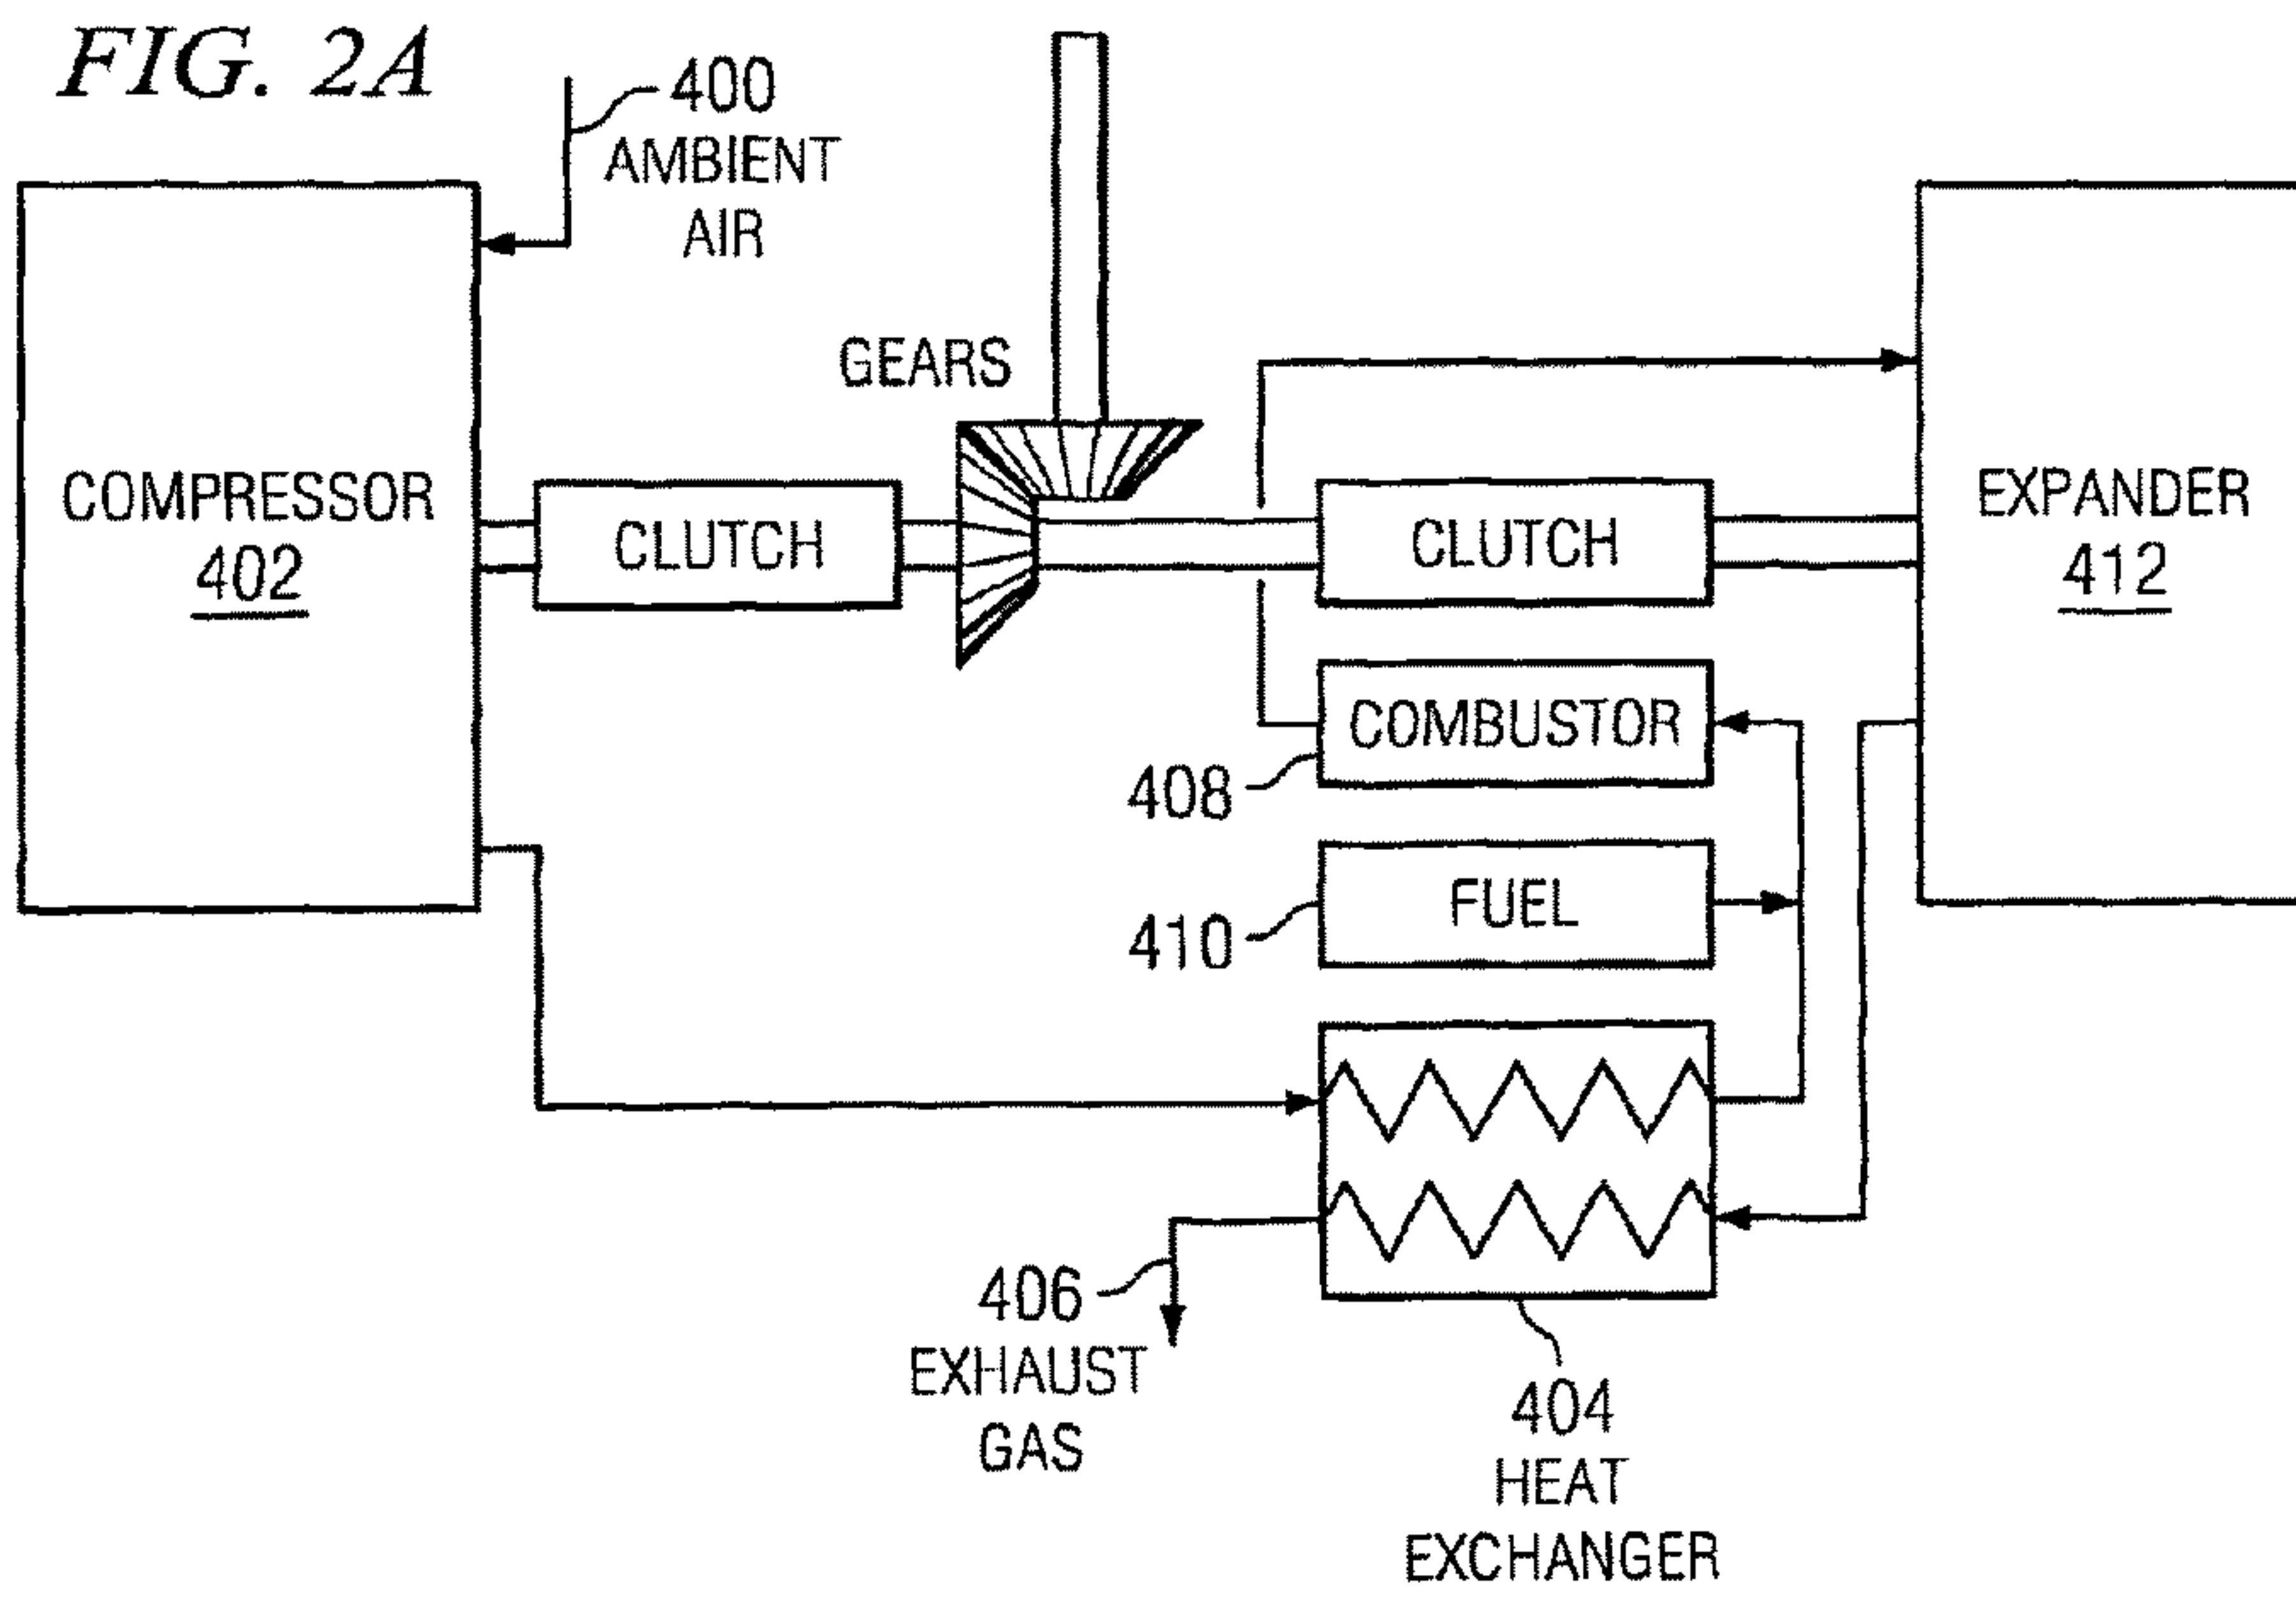 FIG. 2A
400
AMBIENT
AIR
GEARS
COMPRESSOR
402
CLUTCH
CLUTCH
EXPANDER
412
COMBUSTOR
408
FUEL
410
406
EXHAUST
GAS
404
HEAT
EXCHANGER